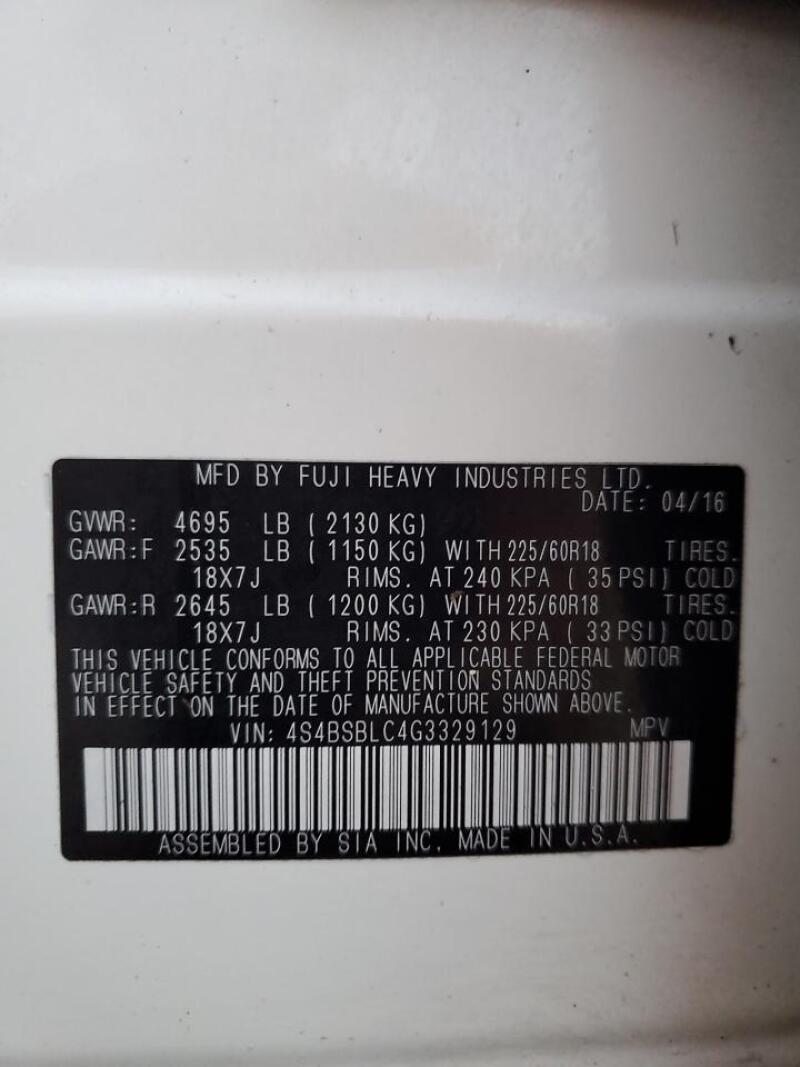 MFD BY FUJI HEAVY INDUSTRIES LTD.
DATE: 04/16
GVWR: 4695 LB ( 2130 KG)
GAWR:F 2535 LB ( 1150 KG) WITH 225/60R18 TIRES.
18X7J RIMS. AT 240 KPA ( 35 PSI) COLD
GAWR:R 2645 LB ( 1200 KG) WITH 225/60R18 TIRES.
18X7J RIMS. AT 230 KPA ( 33 PSI) COLD
THIS VEHICLE CONFORMS TO ALL APPLICABLE FEDERAL MOTOR
VEHICLE SAFETY AND THEFT PREVENTION STANDARDS
IN EFFECT ON THE DATE OF MANUFACTURE SHOWN ABOVE.
VIN: 4S4BSBLC4G3329129 MPV
ASSEMBLED BY SIA INC. MADE IN U.S.A.